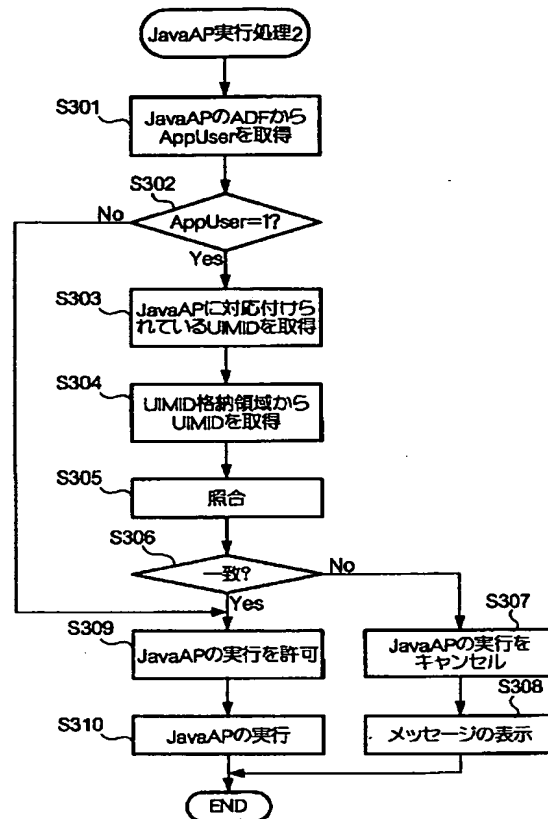 JavaAP実行処理2
S301
JavaAPのADFから
AppUserを取得
S302
AppUser=1?
No
Yes
S303
JavaAPに対応付けら
れているUIMIDを取得
S304
UIMID格納領域から
UIMIDを取得
S305
照合
S306
一致?
No
Yes
S307
JavaAPの実行を
キャンセル
S309
JavaAPの実行を許可
S308
メッセージの表示
S310
JavaAPの実行
END